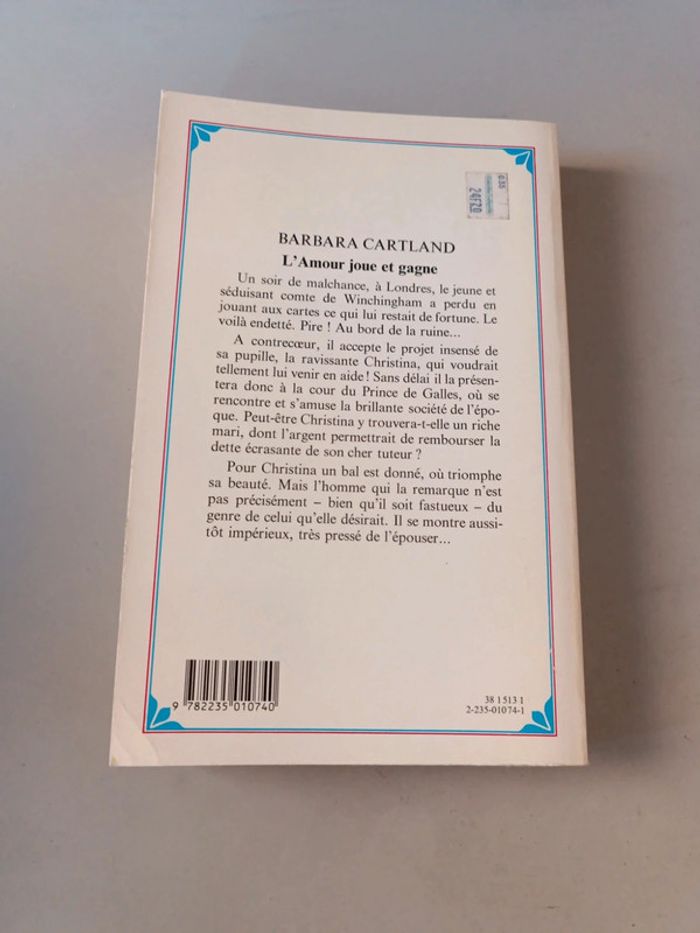 035
24F20
BARBARA CARTLAND
L'Amour joue et gagne
Un soir de malchance, à Londres, le jeune et
séduisant comte de Winchingham a perdu en
jouant aux cartes ce qui lui restait de fortune. Le
voilà endetté. Pire ! Au bord de la ruine...
A contrecœur, il accepte le projet insensé de
sa pupille, la ravissante Christina, qui voudrait
tellement lui venir en aide ! Sans délai il la présen-
tera donc à la cour du Prince de Galles, où se
rencontre et s'amuse la brillante société de l'épo-
que. Peut-être Christina y trouvera-t-elle un riche
mari, dont l'argent permettrait de rembourser la
dette écrasante de son cher tuteur ?
Pour Christina un bal est donné, où triomphe
sa beauté. Mais l'homme qui la remarque n'est
pas précisément – bien qu'il soit fastueux – du
genre de celui qu'elle désirait. Il se montre aussi-
tôt impérieux, très pressé de l'épouser...
9 782235 010740
38 1513 1
2-235-01074-1